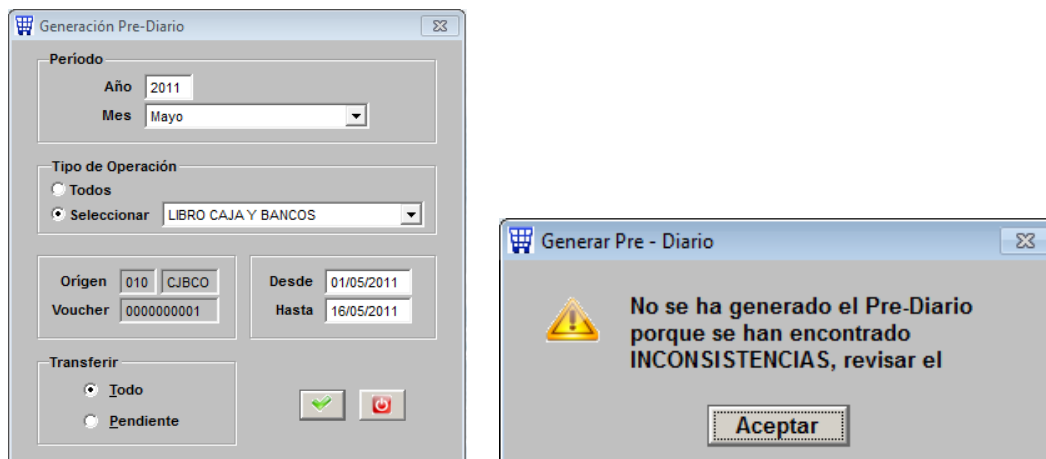 Generación Pre-Diario
Período
Año 2011
Mes Mayo
Tipo de Operación
Todos
Seleccionar LIBRO CAJA Y BANCOS
Orígen 010 CJBCO
Voucher 0000000001
Desde 01/05/2011
Hasta 16/05/2011
Transferir
Todo
Pendiente
Generar Pre - Diario
No se ha generado el Pre-Diario
porque se han encontrado
INCONSISTENCIAS, revisar el
Aceptar